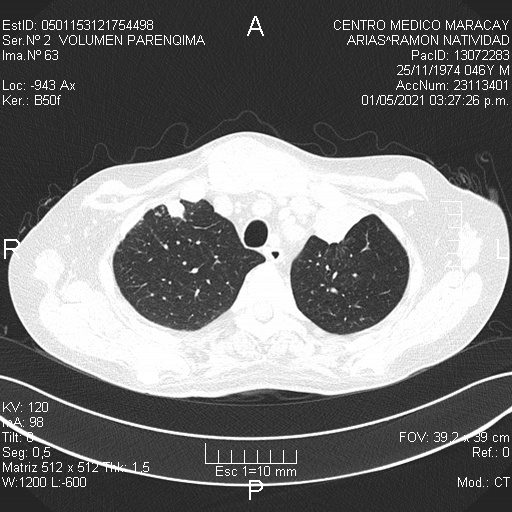 EstID: 0501153121754498
Ser.Nº 2 VOLUMEN PARENQIMA
Ima.Nº 63
Loc: -943 Ax
Ker.: B50f
A
CENTRO MEDICO MARACAY
ARIAS^RAMON NATIVIDAD
PacID: 13072283
25/11/1974 046Y M
AccNum: 23113401
01/05/2021 03:27:26 p.m.
R
L
KV: 120
mA: 98
Tilt: 0
Seg: 0,5
Matriz 512 x 512 Thk: 1.5
W:1200 L:-600
Esc 1=10 mm
P
FOV: 39.2 x 39 cm
Ref.: 0
Mod.: CT